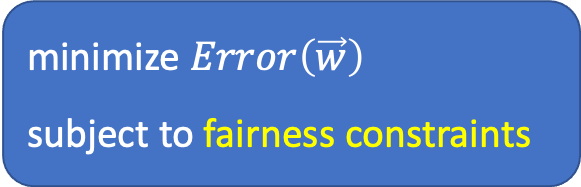 minimize Error(w⃗)
subject to fairness constraints